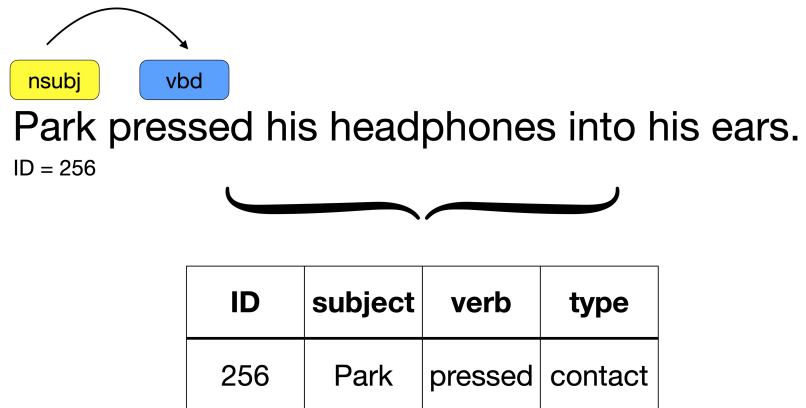 nsubj vbd
Park pressed his headphones into his ears.
ID = 256
ID subject verb type
256 Park pressed contact